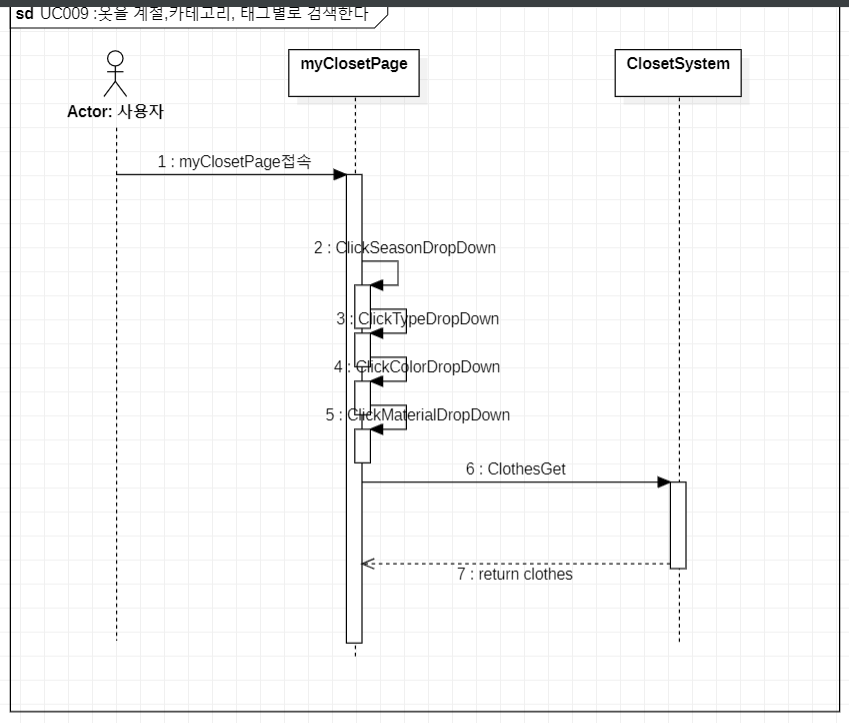 sd UC009 :옷을 계절,카테고리, 태그별로 검색한다
myClosetPage
ClosetSystem
Actor: 사용자
1 : myClosetPage접속
2 : ClickSeasonDropDown
3 : ClickTypeDropDown
4 : ClickColorDropDown
5 : ClickMaterialDropDown
6 : ClothesGet
7 : return clothes